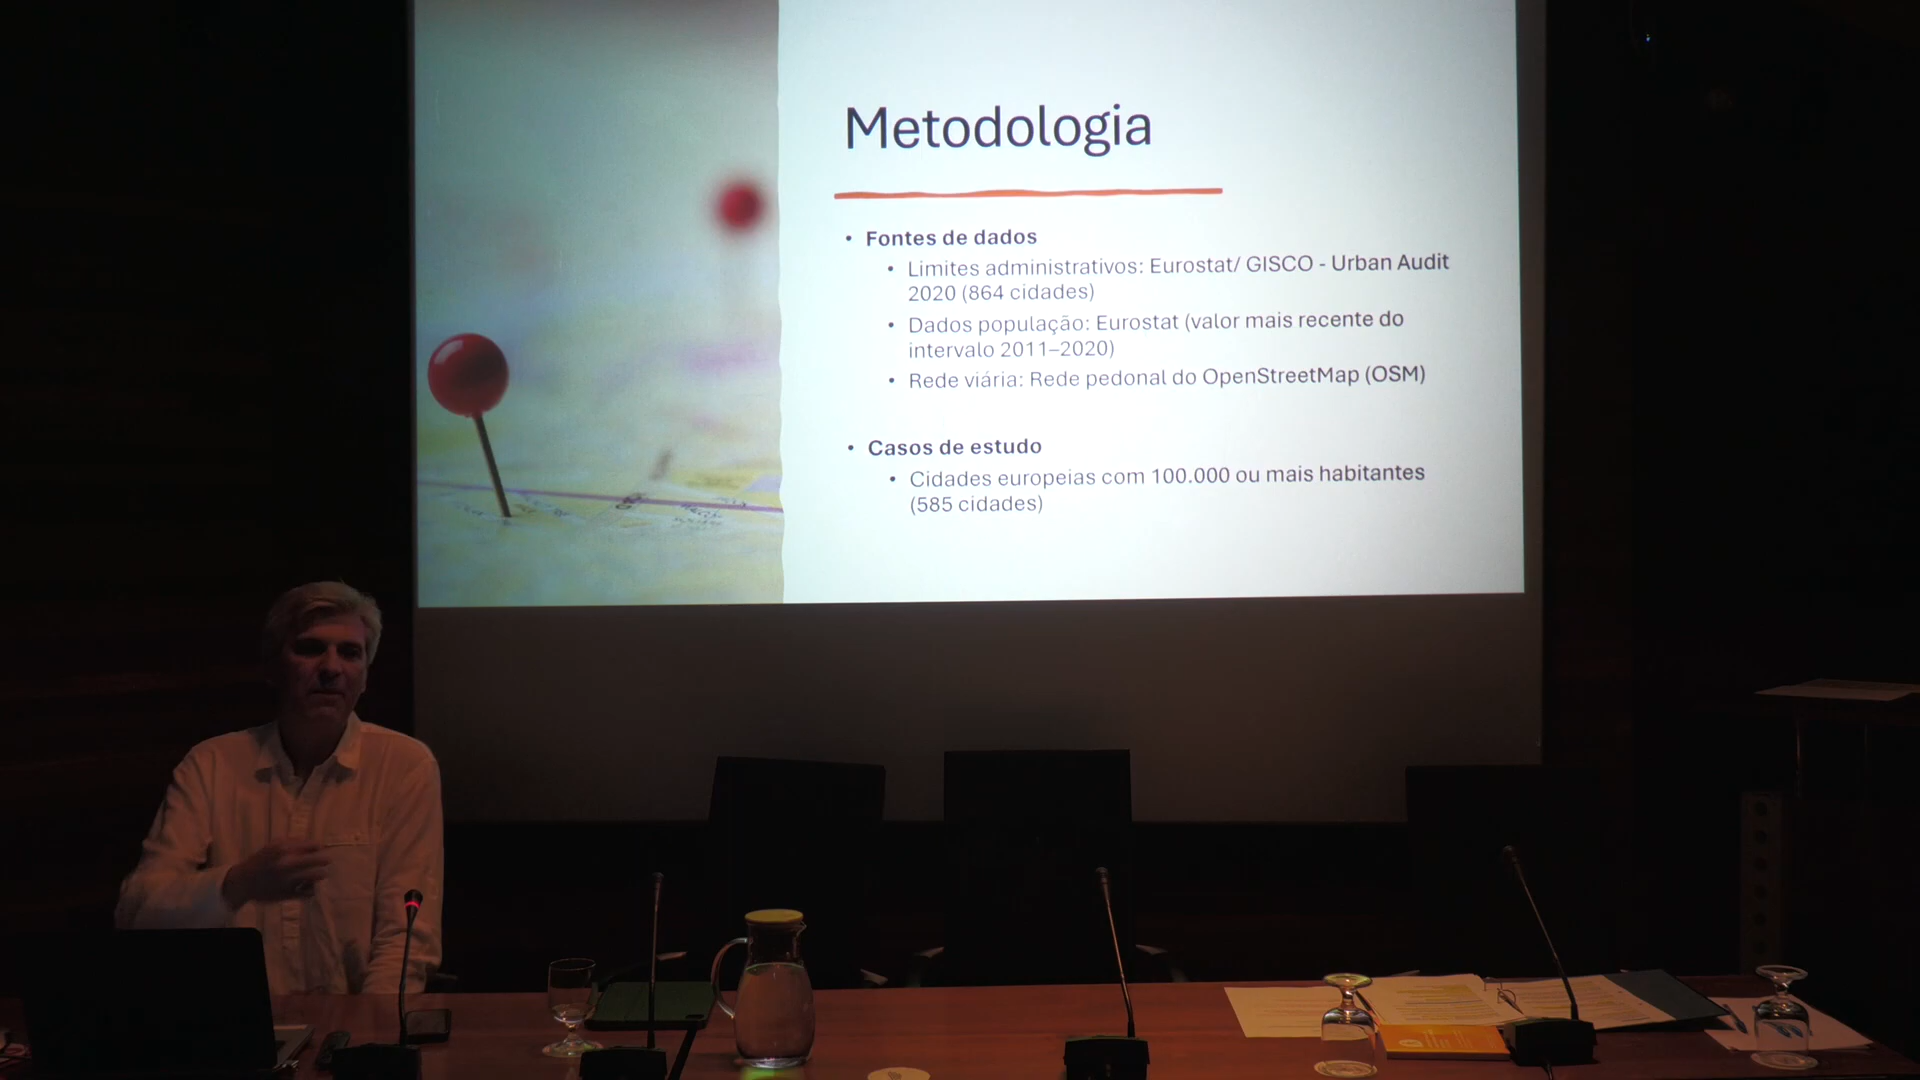 Metodologia
• Fontes de dados
• Limites administrativos: Eurostat/ GISCO - Urban Audit
2020 (864 cidades)
• Dados população: Eurostat (valor mais recente do
intervalo 2011–2020)
• Rede viária: Rede pedonal do OpenStreetMap (OSM)
• Casos de estudo
• Cidades europeias com 100.000 ou mais habitantes
(585 cidades)